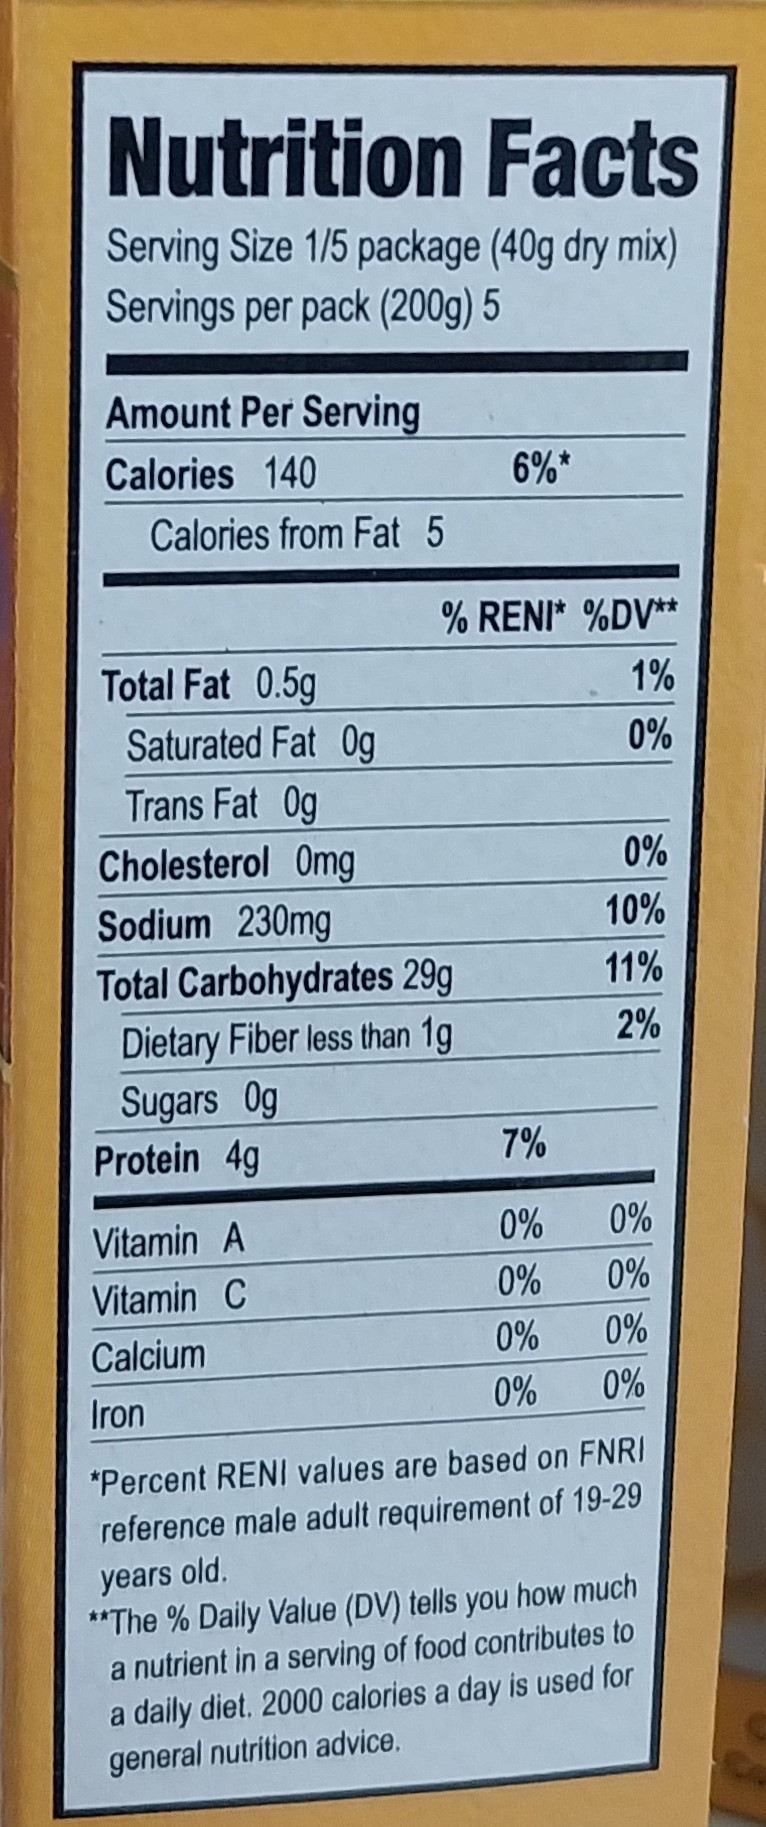 Nutrition Facts
Serving Size 1/5 package (40g dry mix)
Servings per pack (200g) 5
Amount Per Serving
Calories 140 6%*
Calories from Fat 5
% RENI* %DV**
Total Fat 0.5g 1%
Saturated Fat 0g 0%
Trans Fat 0g
Cholesterol 0mg 0%
Sodium 230mg 10%
Total Carbohydrates 29g 11%
Dietary Fiber less than 1g 2%
Sugars 0g
Protein 4g 7%
Vitamin A 0% 0%
Vitamin C 0% 0%
Calcium 0% 0%
Iron 0% 0%
*Percent RENI values are based on FNRI
reference male adult requirement of 19-29
years old.
**The % Daily Value (DV) tells you how much
a nutrient in a serving of food contributes to
a daily diet. 2000 calories a day is used for
general nutrition advice.